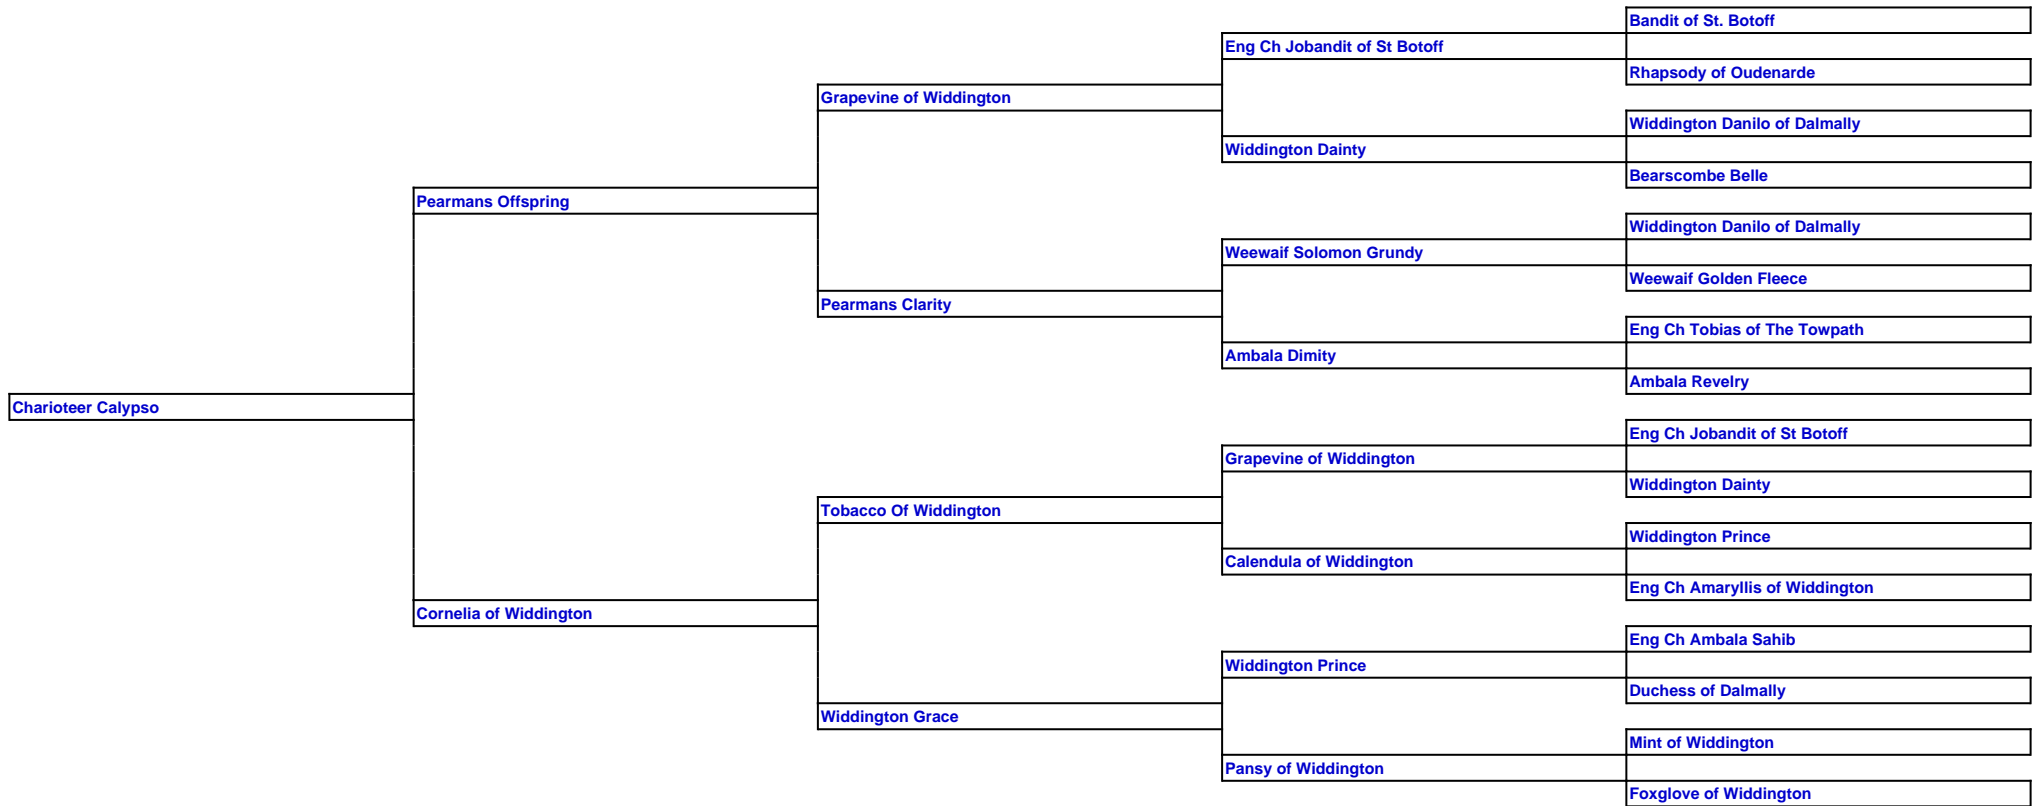 Bandit of St. Botoff
Eng Ch Jobandit of St Botoff
Rhapsody of Oudenarde
Grapevine of Widdington
Widdington Danilo of Dalmally
Widdington Dainty
Bearscombe Belle
Pearmans Offspring
Widdington Danilo of Dalmally
Weewaif Solomon Grundy
Weewaif Golden Fleece
Pearmans Clarity
Eng Ch Tobias of The Towpath
Ambala Dimity
Ambala Revelry
Charioteer Calypso
Eng Ch Jobandit of St Botoff
Grapevine of Widdington
Widdington Dainty
Tobacco Of Widdington
Widdington Prince
Calendula of Widdington
Eng Ch Amaryllis of Widdington
Cornelia of Widdington
Eng Ch Ambala Sahib
Widdington Prince
Duchess of Dalmally
Widdington Grace
Mint of Widdington
Pansy of Widdington
Foxglove of Widdington